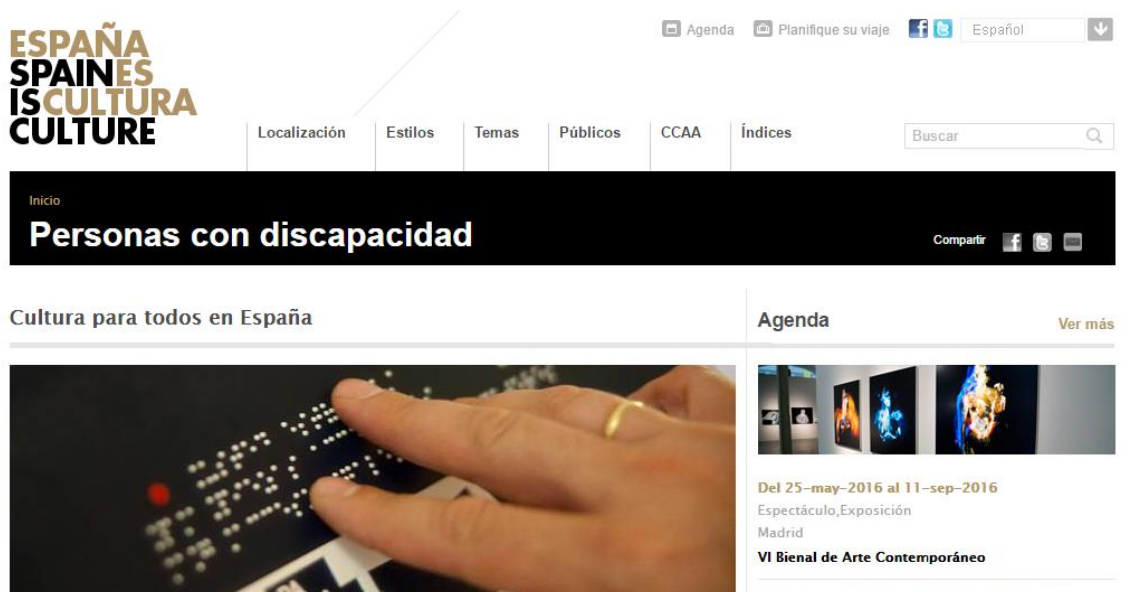 ESPAÑA
SPAINES
ISCULTURA
CULTURE
Agenda
Planifique su viaje
Español
Localización
Estilos
Temas
Públicos
CCAA
Índices
Buscar
Inicio
Personas con discapacidad
Compartir
Cultura para todos en España
Agenda
Ver más
Del 25-may-2016 al 11-sep-2016
Espectáculo,Exposición
Madrid
VI Bienal de Arte Contemporáneo